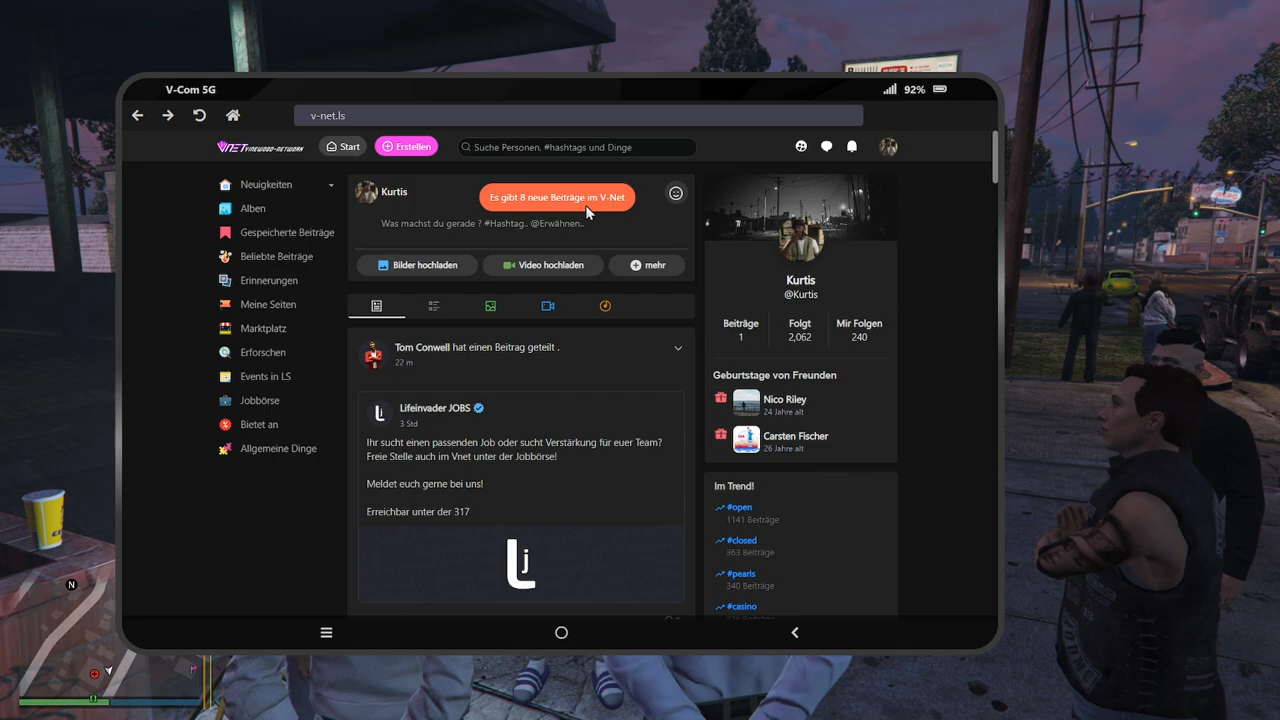 V-Com 5G
92%
v-net.ls
VNET VINEWOOD-NETWORK
Start
Erstellen
Suche Personen, #hashtags und Dinge
Neuigkeiten
Alben
Gespeicherte Beiträge
Beliebte Beiträge
Erinnerungen
Meine Seiten
Marktplatz
Erforschen
Events in LS
Jobbörse
Bietet an
Allgemeine Dinge
Kurtis
Es gibt 8 neue Beiträge im V-Net
Was machst du gerade ? #Hashtag.. @Erwähnen..
Bilder hochladen
Video hochladen
mehr
Tom Conwell hat einen Beitrag geteilt .
22 m
Lifeinvader JOBS
3 Std
Ihr sucht einen passenden Job oder sucht Verstärkung für euer Team?
Freie Stelle auch im Vnet unter der Jobbörse!
Meldet euch gerne bei uns!
Erreichbar unter der 317
Lj
Kurtis
@Kurtis
Beiträge
1
Folgt
2,062
Mir Folgen
240
Geburtstage von Freunden
Nico Riley
24 Jahre alt
Carsten Fischer
26 Jahre alt
Im Trend!
#open
1141 Beiträge
#closed
363 Beiträge
#pearls
340 Beiträge
#casino
N